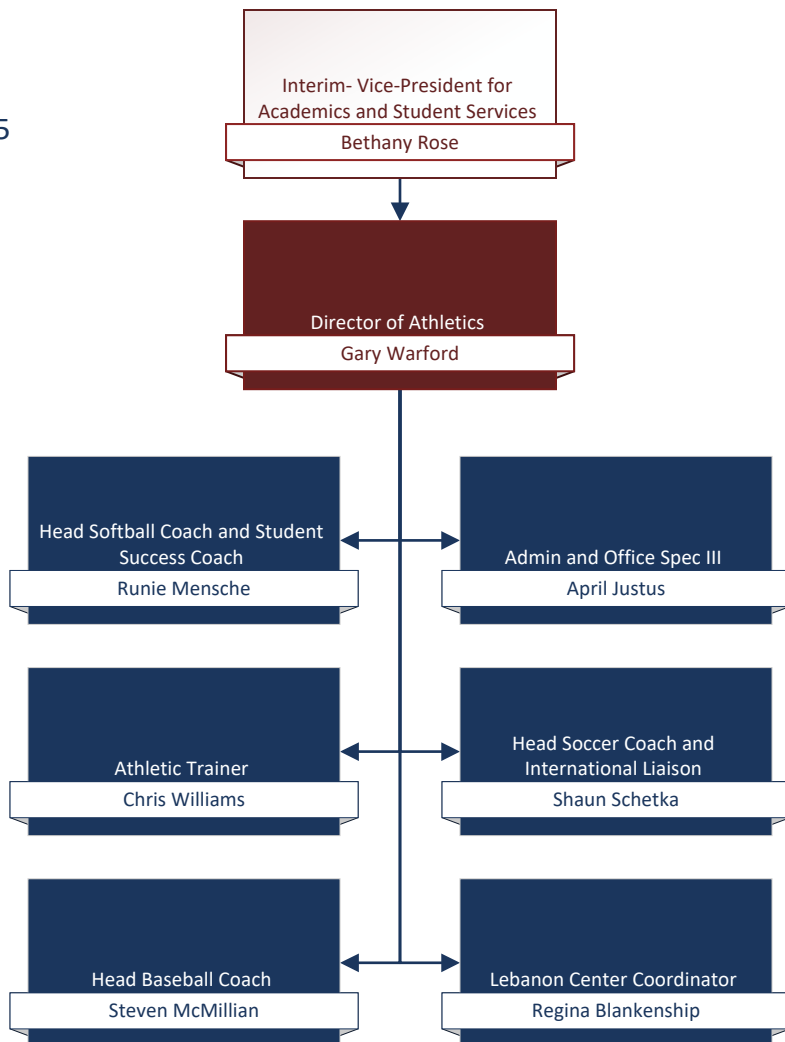 5
Interim- Vice-President for
Academics and Student Services
Bethany Rose
Director of Athletics
Gary Warford
Head Softball Coach and Student
Success Coach
Runie Mensche
Admin and Office Spec III
April Justus
Athletic Trainer
Chris Williams
Head Soccer Coach and
International Liaison
Shaun Schetka
Head Baseball Coach
Steven McMillian
Lebanon Center Coordinator
Regina Blankenship